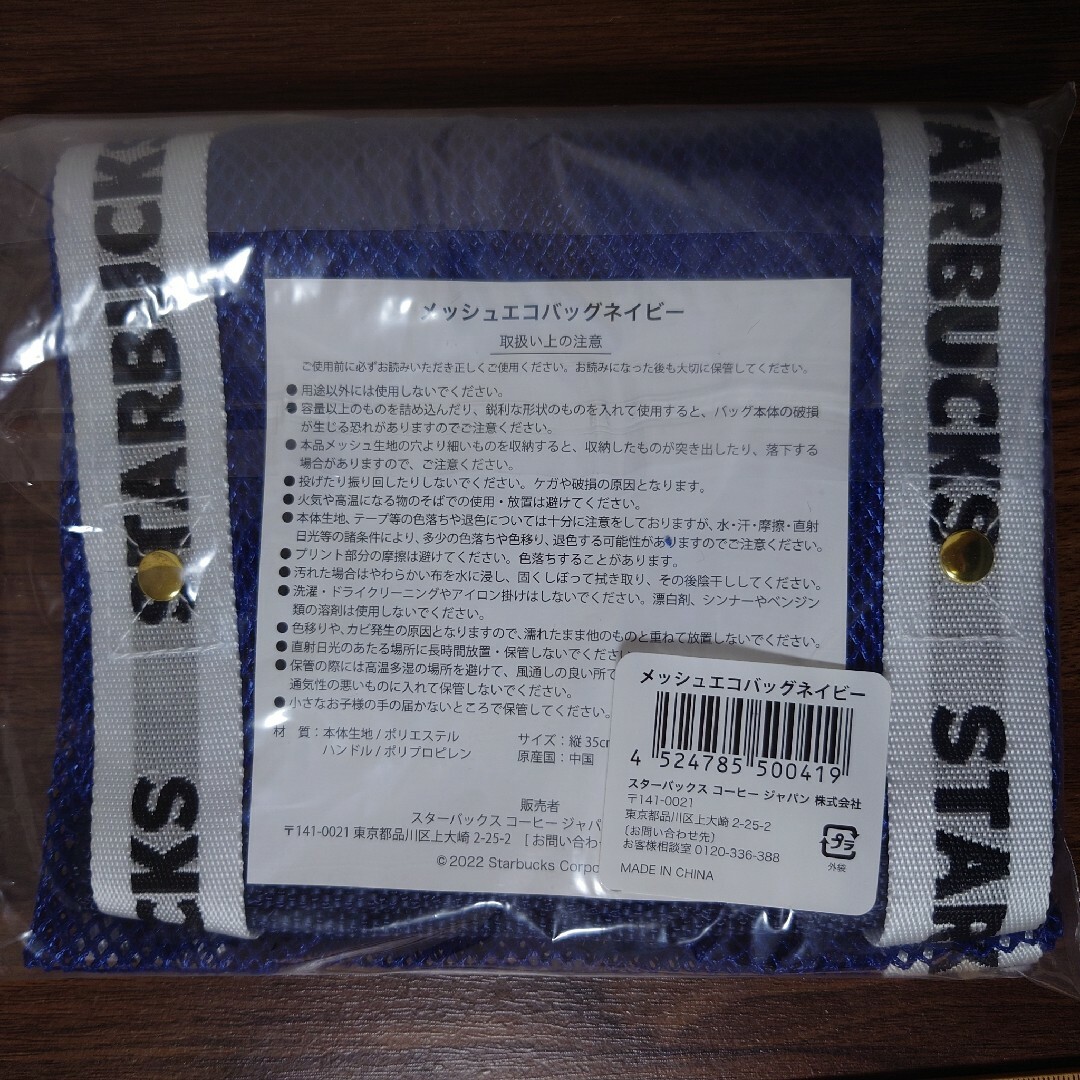 STARBUCKS
CKS
ARBUCKS
STAR
メッシュエコバッグネイビー
取扱い上の注意
ご使用前に必ずお読みいただき正しくご使用ください。お読みになった後も大切に保管してください。
●用途以外には使用しないでください。
●容量以上のものを詰め込んだり、鋭利な形状のものを入れて使用すると、バッグ本体の破損
が生じる恐れがありますのでご注意ください。
●本品メッシュ生地の穴より細いものを収納すると、収納したものが突き出したり、落下する
場合がありますので、ご注意ください。
●投げたり振り回したりしないでください。ケガや破損の原因となります。
●火気や高温になる物のそばでの使用・放置は避けてください。
●本体生地、テープ等の色落ちや退色については十分に注意をしておりますが、水・汗・摩擦・直射
日光等の諸条件により、多少の色落ちや色移り、退色する可能性がありますのでご注意ください。
●プリント部分の摩擦は避けてください。色落ちすることがあります。
●汚れた場合はやわらかい布を水に浸し、固くしぼって拭き取り、その後陰干ししてください。
●洗濯・ドライクリーニングやアイロン掛けはしないでください。漂白剤、シンナーやベンジン
類の溶剤は使用しないでください。
●色移りや、カビ発生の原因となりますので、濡れたまま他のものと重ねて放置しないでください。
●直射日光のあたる場所に長時間放置・保管しないでくださ
●保管の際には高温多湿の場所を避けて、風通しの良い所で
通気性の悪いものに入れて保管しないでください。
●小さなお子様の手の届かないところで保管してください。
材 質：本体生地/ポリエステル
ハンドル/ポリプロピレン
サイズ：縦35cm
原産国：中国
販売者
スターバックス コーヒー ジャパ
〒141-0021 東京都品川区上大崎 2-25-2 [お問い合わ
©2022 Starbucks Corpo
メッシュエコバッグネイビー
4 524785 500419
スターバックス コーヒー ジャパン 株式会社
〒141-0021
東京都品川区上大崎 2-25-2
[お問い合わせ先]
お客様相談室 0120-336-388
MADE IN CHINA
プラ
外袋